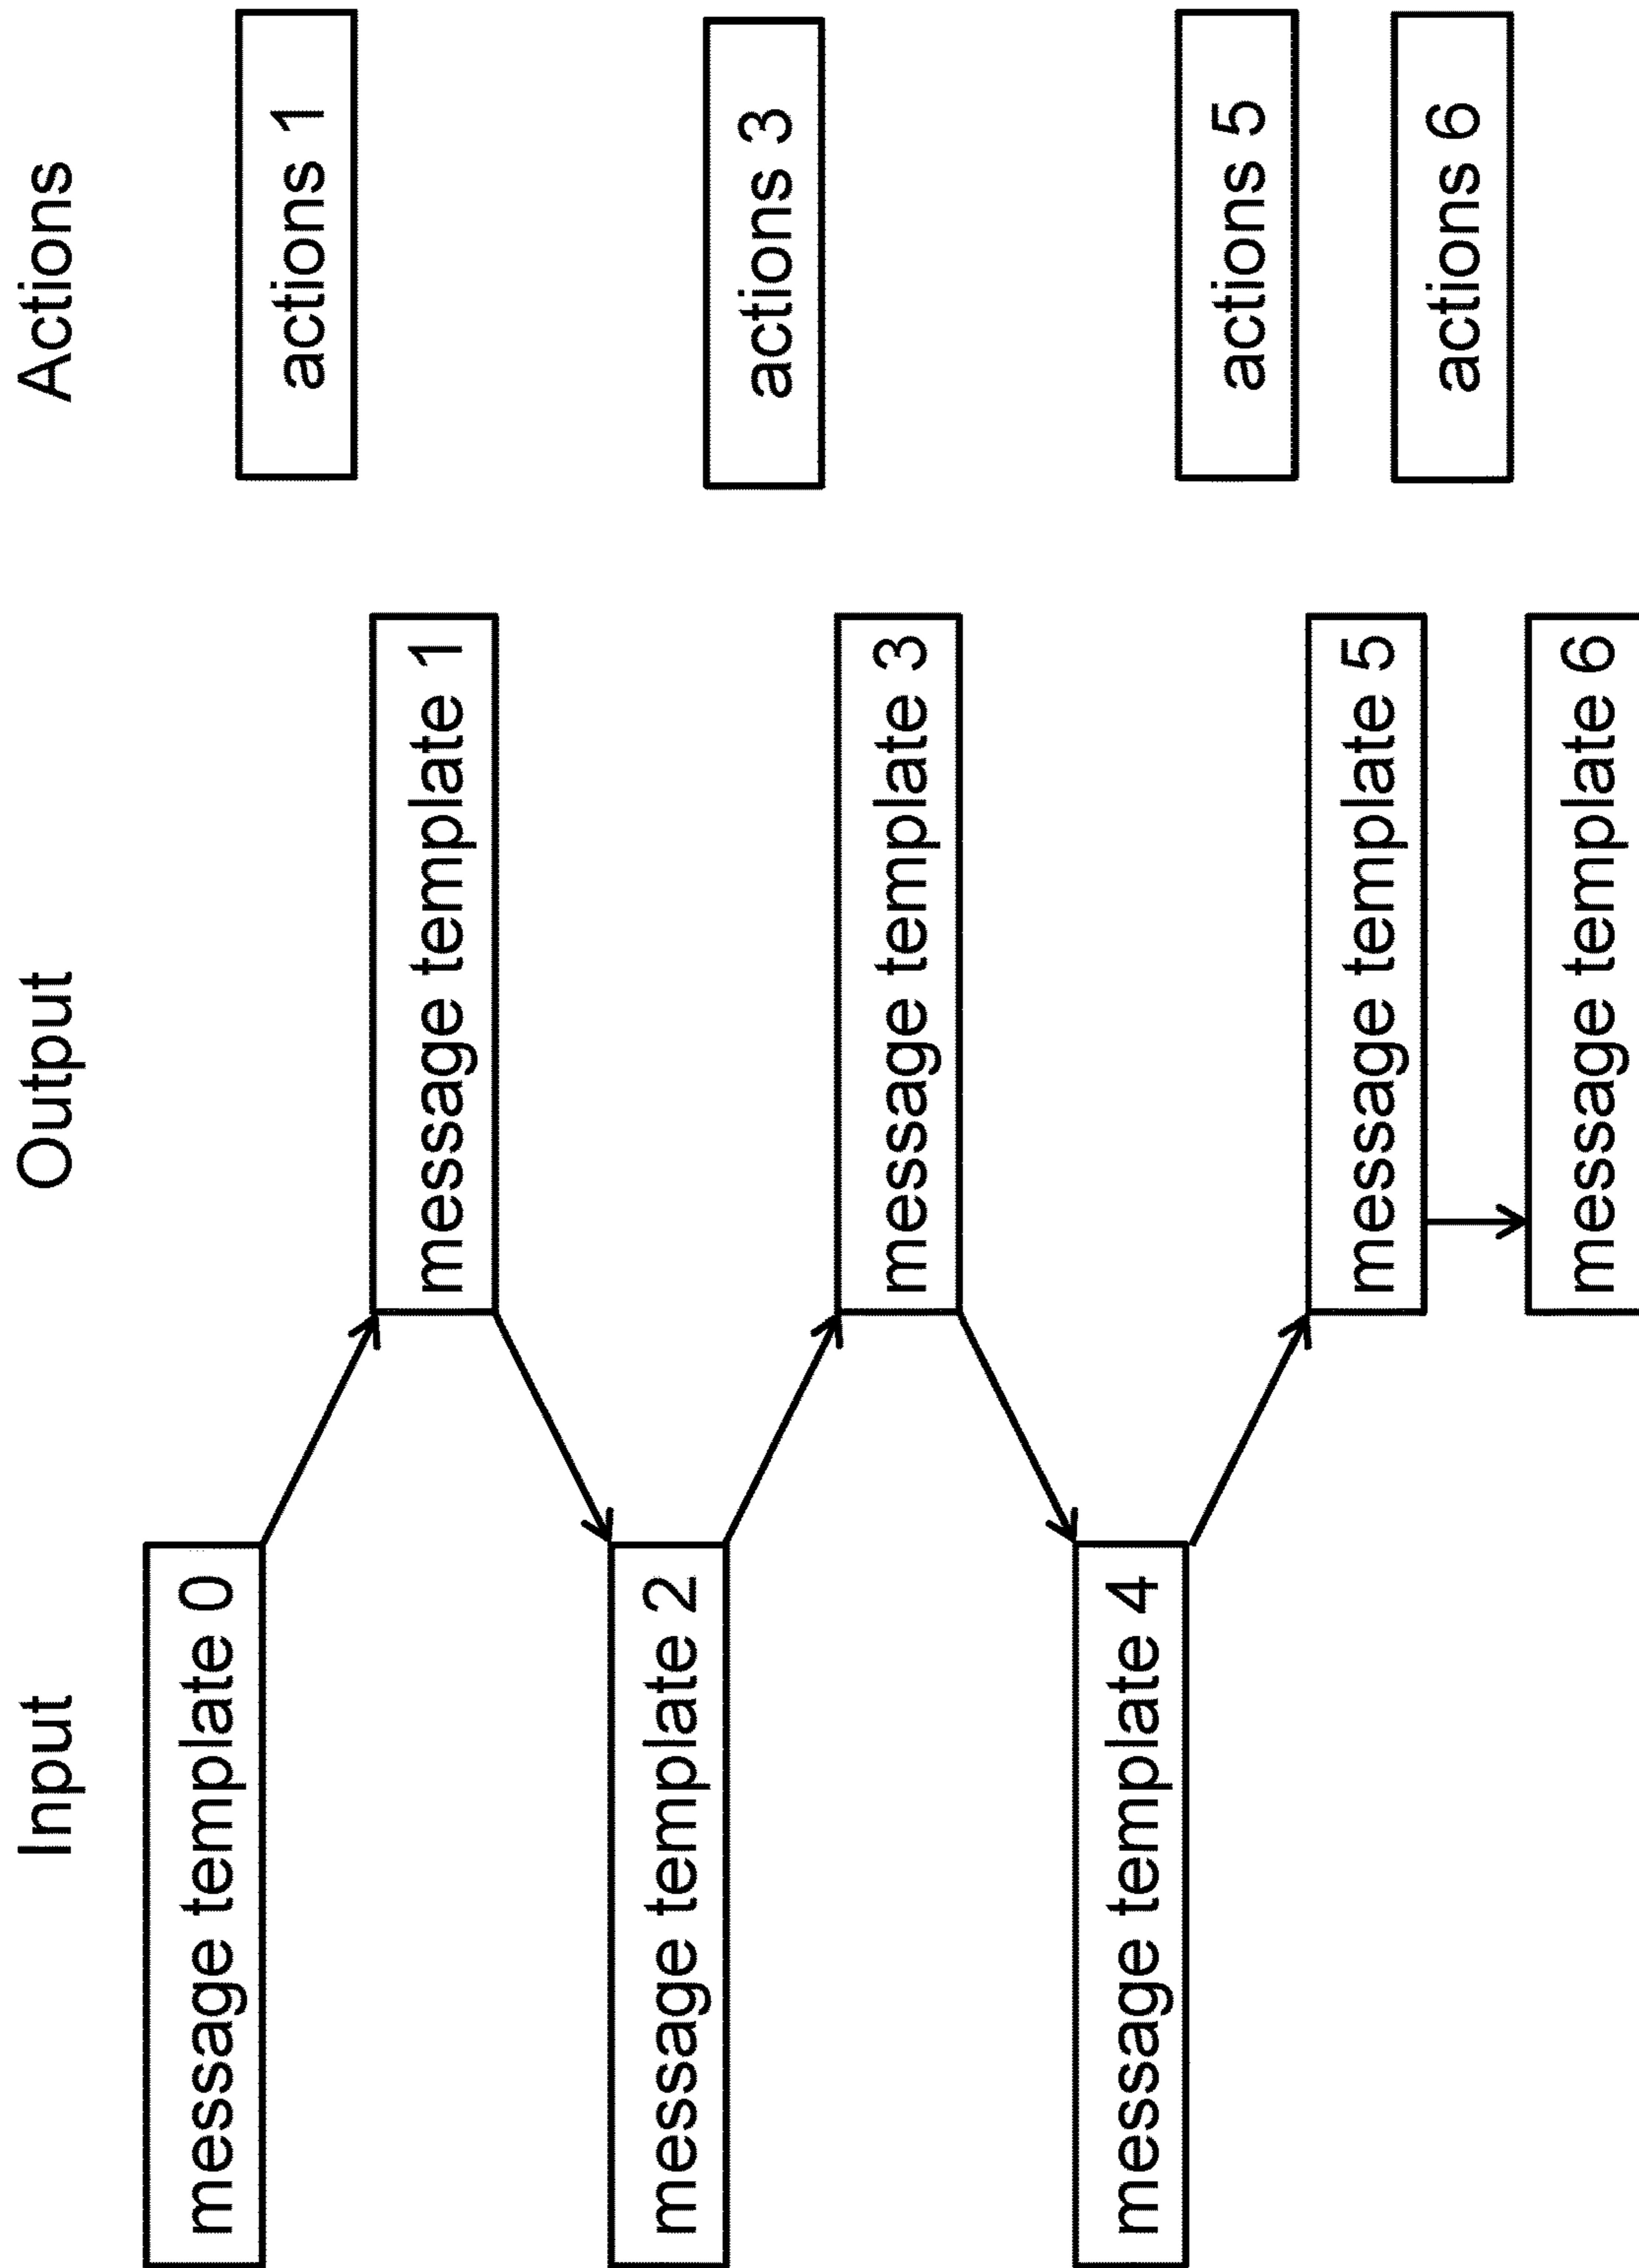 Input
Output
Actions
message template 0
actions 1
message template 1
message template 2
actions 3
message template 3
message template 4
actions 5
message template 5
actions 6
message template 6